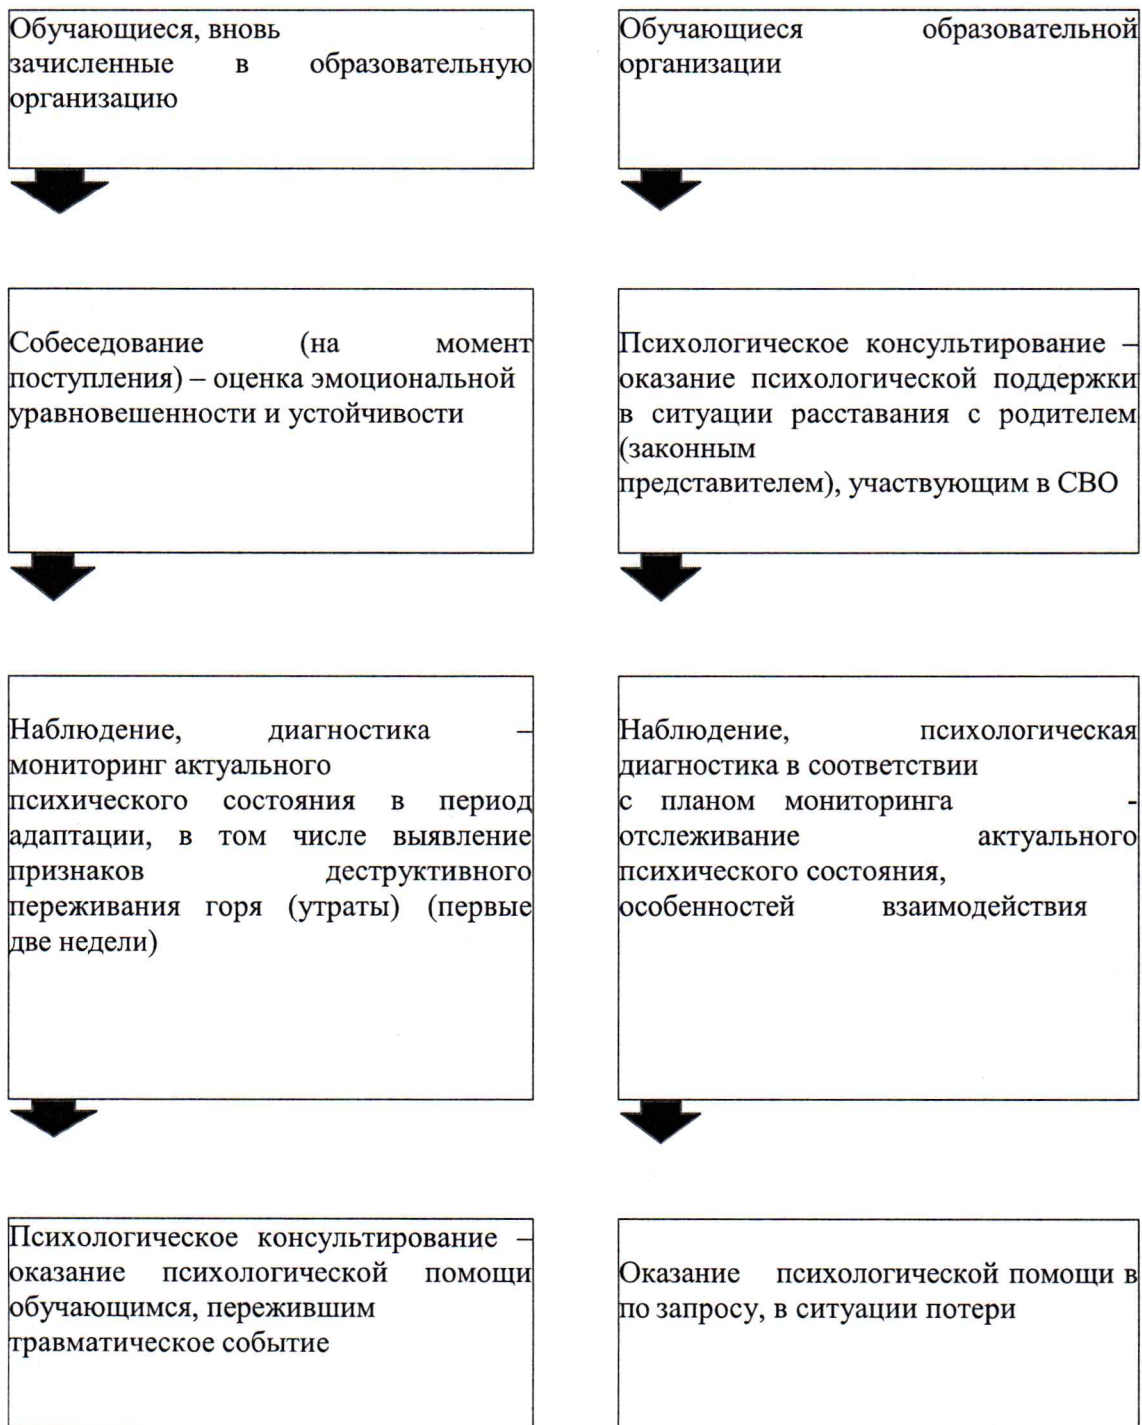 Обучающиеся, вновь
зачисленные в образовательную
организацию
Обучающиеся образовательной
организации
Собеседование (на момент
поступления) – оценка эмоциональной
уравновешенности и устойчивости
Психологическое консультирование –
оказание психологической поддержки
в ситуации расставания с родителем
(законным
представителем), участвующим в СВО
Наблюдение, диагностика –
мониторинг актуального
психического состояния в период
адаптации, в том числе выявление
признаков деструктивного
переживания горя (утраты) (первые
две недели)
Наблюдение, психологическая
диагностика в соответствии
с планом мониторинга -
отслеживание актуального
психического состояния,
особенностей взаимодействия
Психологическое консультирование –
оказание психологической помощи
обучающимся, пережившим
травматическое событие
Оказание психологической помощи в
по запросу, в ситуации потери